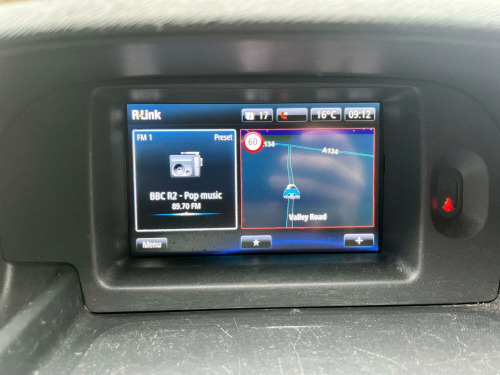 R-Link
17
16°C
09:12
FM 1
Preset
BBC R2 - Pop music
89.70 FM
60
134
A134
Valley Road
Menu